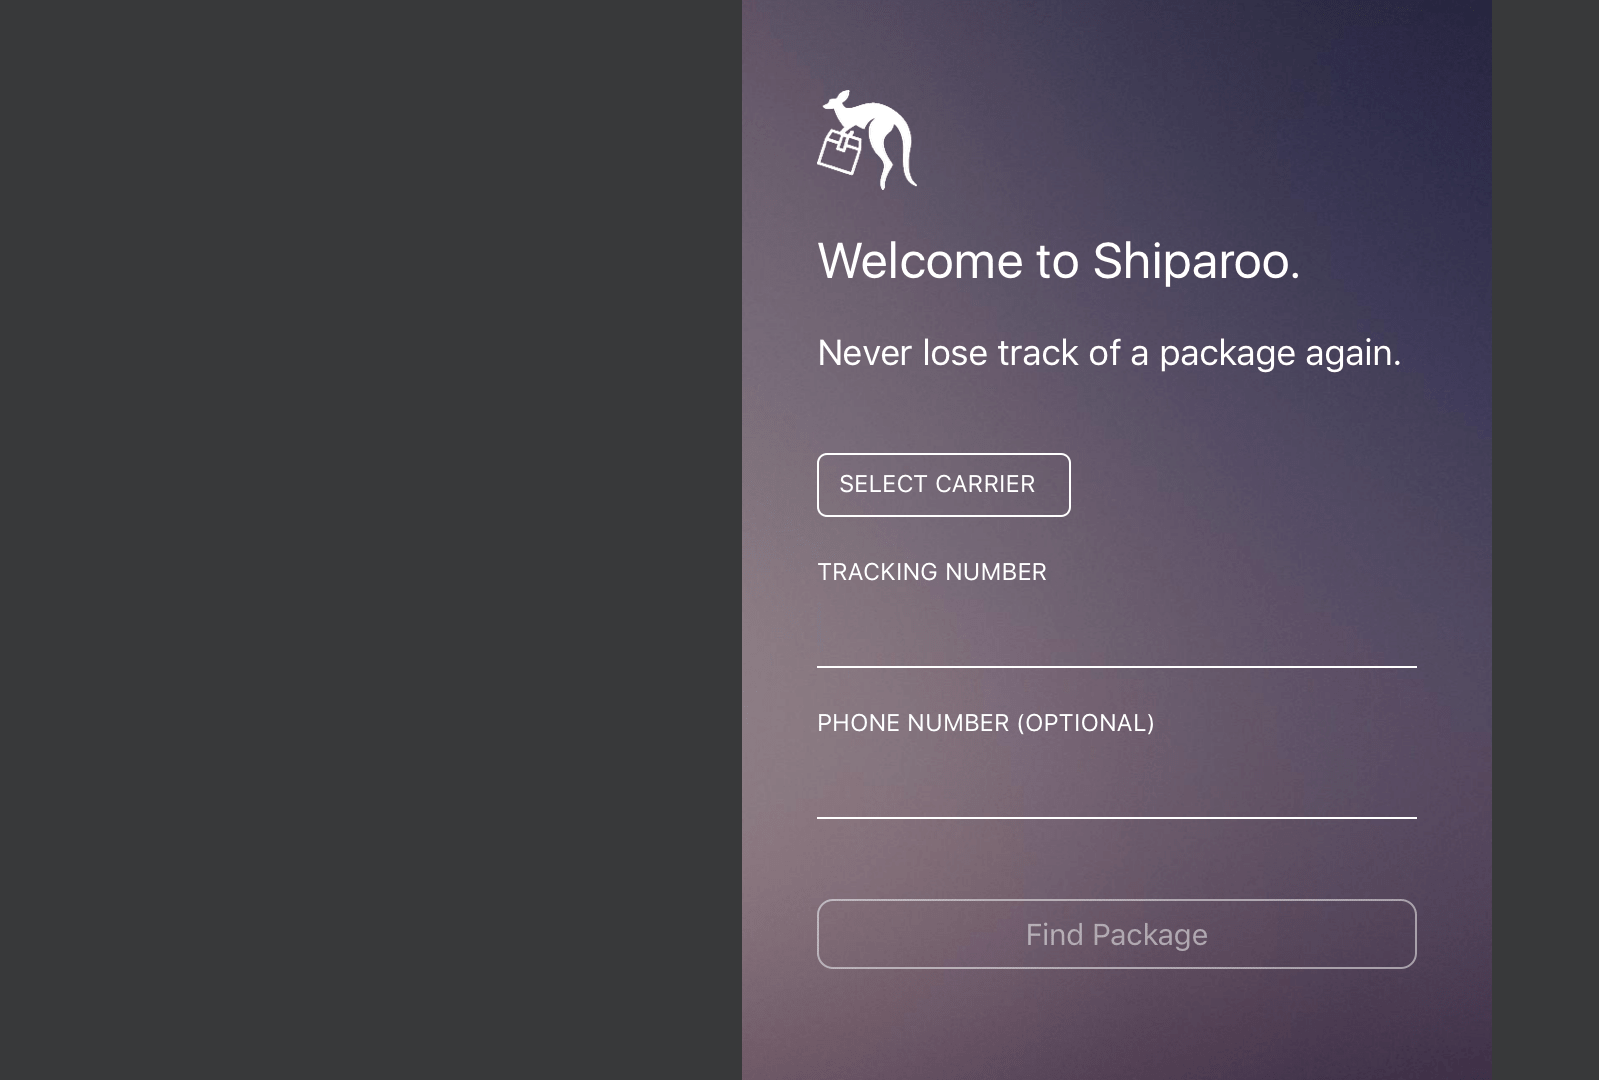 Welcome to Shiparoo.
Never lose track of a package again.
SELECT CARRIER
TRACKING NUMBER
PHONE NUMBER (OPTIONAL)
Find Package